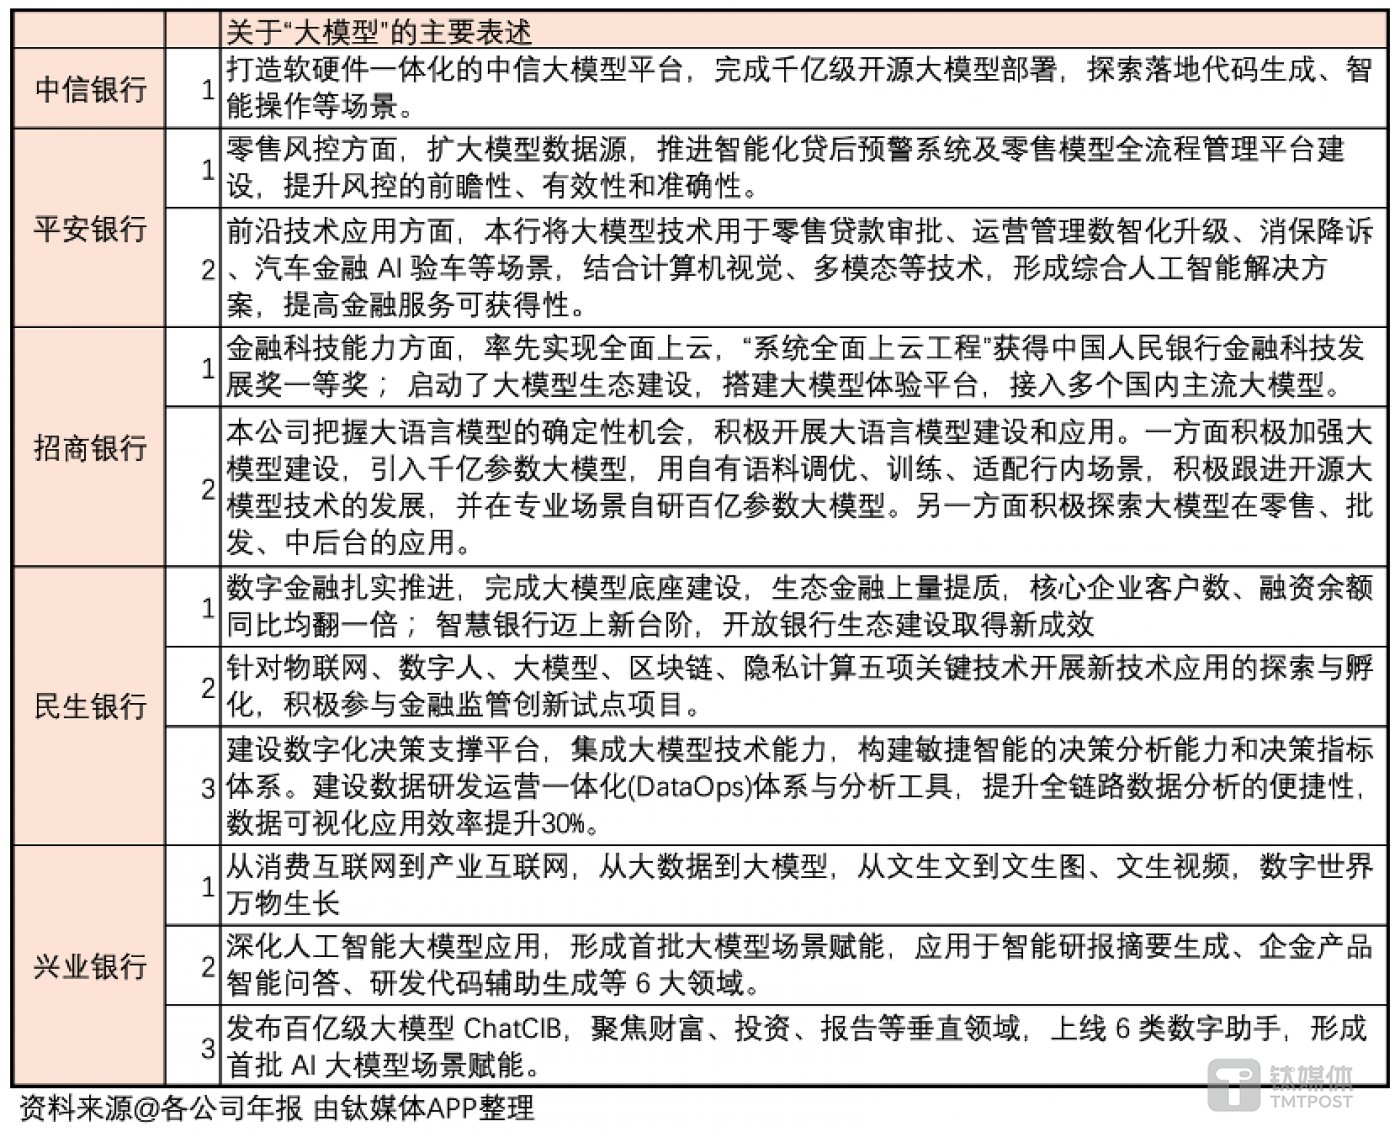 关于“大模型”的主要表述
中信银行
1
打造软硬件一体化的中信大模型平台，完成千亿级开源大模型部署，探索落地代码生成、智
能操作等场景。
平安银行
1
零售风控方面，扩大模型数据源，推进智能化贷后预警系统及零售模型全流程管理平台建
设，提升风控的前瞻性、有效性和准确性。
2
前沿技术应用方面，本行将大模型技术用于零售贷款审批、运营管理数智化升级、消保降诉
、汽车金融 AI 验车等场景，结合计算机视觉、多模态等技术，形成综合人工智能解决方
案，提高金融服务可获得性。
招商银行
1
金融科技能力方面，率先实现全面上云，“系统全面上云工程”获得中国人民银行金融科技发
展奖一等奖； 启动了大模型生态建设，搭建大模型体验平台，接入多个国内主流大模型。
2
本公司把握大语言模型的确定性机会，积极开展大语言模型建设和应用。一方面积极加强大
模型建设，引入千亿参数大模型，用自有语料调优、训练、适配行内场景，积极跟进开源大
模型技术的发展，并在专业场景自研百亿参数大模型。另一方面积极探索大模型在零售、批
发、中后台的应用。
民生银行
1
数字金融扎实推进，完成大模型底座建设，生态金融上量提质，核心企业客户数、融资余额
同比均翻一倍； 智慧银行迈上新台阶，开放银行生态建设取得新成效
2
针对物联网、数字人、大模型、区块链、隐私计算五项关键技术开展新技术应用的探索与孵
化，积极参与金融监管创新试点项目。
3
建设数字化决策支撑平台，集成大模型技术能力，构建敏捷智能的决策分析能力和决策指标
体系。建设数据研发运营一体化(DataOps)体系与分析工具，提升全链路数据分析的便捷性，
数据可视化应用效率提升30%。
兴业银行
1
从消费互联网到产业互联网，从大数据到大模型，从文生文到文生图、文生视频，数字世界
万物生长
2
深化人工智能大模型应用，形成首批大模型场景赋能，应用于智能研报摘要生成、企金产品
智能问答、研发代码辅助生成等 6 大领域。
3
发布百亿级大模型 ChatCIB，聚焦财富、投资、报告等垂直领域，上线 6 类数字助手，形成
首批 AI 大模型场景赋能。
资料来源@各公司年报 由钛媒体APP整理
钛媒体
TMTPOST